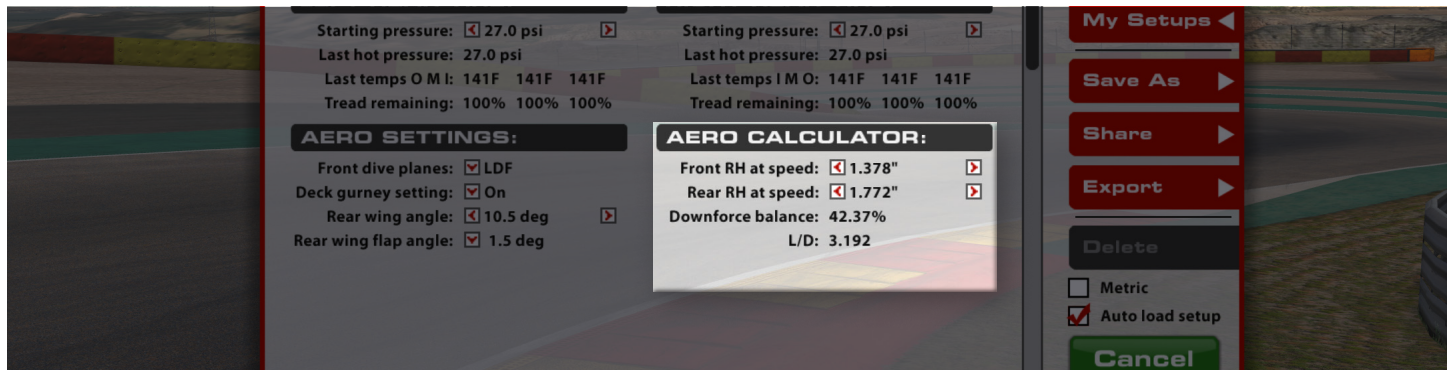 Starting pressure: 27.0 psi
Last hot pressure: 27.0 psi
Last temps O M I: 141F 141F 141F
Tread remaining: 100% 100% 100%
AERO SETTINGS:
Front dive planes: LDF
Deck gurney setting: On
Rear wing angle: 10.5 deg
Rear wing flap angle: 1.5 deg
Starting pressure: 27.0 psi
Last hot pressure: 27.0 psi
Last temps I M O: 141F 141F 141F
Tread remaining: 100% 100% 100%
AERO CALCULATOR:
Front RH at speed: 1.378"
Rear RH at speed: 1.772"
Downforce balance: 42.37%
L/D: 3.192
My Setups
Save As
Share
Export
Delete
Metric
Auto load setup
Cancel